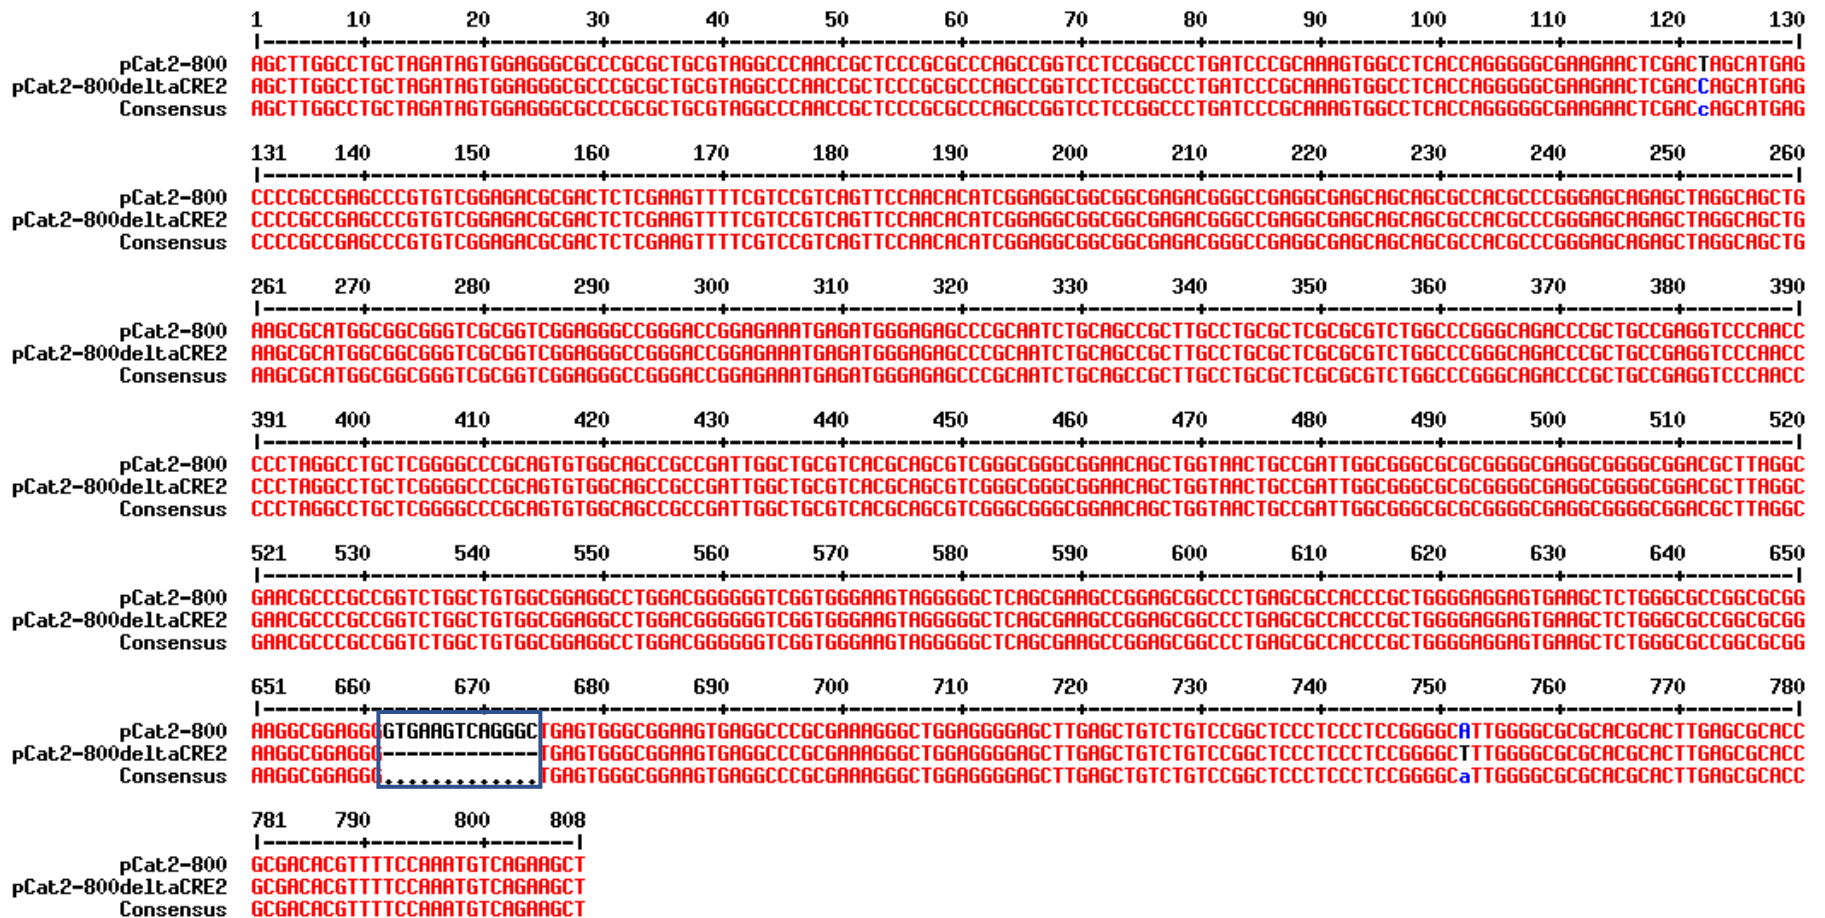 1 10 20 30 40 50 60 70 80 90 100 110 120 130
|--------+---------+---------+---------+---------+---------+---------+---------+---------+---------+---------+---------+---------|
pCat2-800 AGCTTGGCCTGCTAGATAGTGGAGGGCGCCCGCGCTGCGTAGGCCCAACCGCTCCCGCGCCCAGCCGGTCCTCCGGCCCTGATCCCGCAAAGTGGCCTCACCAGGGGGCGAAGAACTCGACTAGCATGAG
pCat2-800deltaCRE2 AGCTTGGCCTGCTAGATAGTGGAGGGCGCCCGCGCTGCGTAGGCCCAACCGCTCCCGCGCCCAGCCGGTCCTCCGGCCCTGATCCCGCAAAGTGGCCTCACCAGGGGGCGAAGAACTCGACCAGCATGAG
Consensus AGCTTGGCCTGCTAGATAGTGGAGGGCGCCCGCGCTGCGTAGGCCCAACCGCTCCCGCGCCCAGCCGGTCCTCCGGCCCTGATCCCGCAAAGTGGCCTCACCAGGGGGCGAAGAACTCGACcAGCATGAG
131 140 150 160 170 180 190 200 210 220 230 240 250 260
|--------+---------+---------+---------+---------+---------+---------+---------+---------+---------+---------+---------+---------|
pCat2-800 CCCCGCCGAGCCCGTGTCGGAGACGCGACTCTCGAAGTTTTCGTCCGTCAGTTCCAACACATCGGAGGCGGCGGCGAGACGGGCCGAGGCGAGCAGCAGCGCCACGCCCGGGAGCAGAGCTAGGCAGCTG
pCat2-800deltaCRE2 CCCCGCCGAGCCCGTGTCGGAGACGCGACTCTCGAAGTTTTCGTCCGTCAGTTCCAACACATCGGAGGCGGCGGCGAGACGGGCCGAGGCGAGCAGCAGCGCCACGCCCGGGAGCAGAGCTAGGCAGCTG
Consensus CCCCGCCGAGCCCGTGTCGGAGACGCGACTCTCGAAGTTTTCGTCCGTCAGTTCCAACACATCGGAGGCGGCGGCGAGACGGGCCGAGGCGAGCAGCAGCGCCACGCCCGGGAGCAGAGCTAGGCAGCTG
261 270 280 290 300 310 320 330 340 350 360 370 380 390
|--------+---------+---------+---------+---------+---------+---------+---------+---------+---------+---------+---------+---------|
pCat2-800 AAGCGCATGGCGGCGGGTCGCGGTCGGAGGGCCGGGACCGGAGAAATGAGATGGGAGAGCCCGCAATCTGCAGCCGCTTGCCTGCGCTCGCGCGTCTGGCCCGGGCAGACCCGCTGCCGAGGTCCCAACC
pCat2-800deltaCRE2 AAGCGCATGGCGGCGGGTCGCGGTCGGAGGGCCGGGACCGGAGAAATGAGATGGGAGAGCCCGCAATCTGCAGCCGCTTGCCTGCGCTCGCGCGTCTGGCCCGGGCAGACCCGCTGCCGAGGTCCCAACC
Consensus AAGCGCATGGCGGCGGGTCGCGGTCGGAGGGCCGGGACCGGAGAAATGAGATGGGAGAGCCCGCAATCTGCAGCCGCTTGCCTGCGCTCGCGCGTCTGGCCCGGGCAGACCCGCTGCCGAGGTCCCAACC
391 400 410 420 430 440 450 460 470 480 490 500 510 520
|--------+---------+---------+---------+---------+---------+---------+---------+---------+---------+---------+---------+---------|
pCat2-800 CCCTAGGCCTGCTCGGGGCCCGCAGTGTGGCAGCCGCCGATTGGCTGCGTCACGCAGCGTCGGGCGGGCGGAACAGCTGGTAACTGCCGATTGGCGGGCGCGCGGGGCGAGGCGGGGCGGACGCTTAGGC
pCat2-800deltaCRE2 CCCTAGGCCTGCTCGGGGCCCGCAGTGTGGCAGCCGCCGATTGGCTGCGTCACGCAGCGTCGGGCGGGCGGAACAGCTGGTAACTGCCGATTGGCGGGCGCGCGGGGCGAGGCGGGGCGGACGCTTAGGC
Consensus CCCTAGGCCTGCTCGGGGCCCGCAGTGTGGCAGCCGCCGATTGGCTGCGTCACGCAGCGTCGGGCGGGCGGAACAGCTGGTAACTGCCGATTGGCGGGCGCGCGGGGCGAGGCGGGGCGGACGCTTAGGC
521 530 540 550 560 570 580 590 600 610 620 630 640 650
|--------+---------+---------+---------+---------+---------+---------+---------+---------+---------+---------+---------+---------|
pCat2-800 GAACGCCCGCCGGTCTGGCTGTGGCGGAGGCCTGGACGGGGGGTCGGTGGGAAGTAGGGGGCTCAGCGAAGCCGGAGCGGCCCTGAGCGCCACCCGCTGGGGAGGAGTGAAGCTCTGGGCGCCGGCGCGG
pCat2-800deltaCRE2 GAACGCCCGCCGGTCTGGCTGTGGCGGAGGCCTGGACGGGGGGTCGGTGGGAAGTAGGGGGCTCAGCGAAGCCGGAGCGGCCCTGAGCGCCACCCGCTGGGGAGGAGTGAAGCTCTGGGCGCCGGCGCGG
Consensus GAACGCCCGCCGGTCTGGCTGTGGCGGAGGCCTGGACGGGGGGTCGGTGGGAAGTAGGGGGCTCAGCGAAGCCGGAGCGGCCCTGAGCGCCACCCGCTGGGGAGGAGTGAAGCTCTGGGCGCCGGCGCGG
651 660 670 680 690 700 710 720 730 740 750 760 770 780
|--------+---------+---------+---------+---------+---------+---------+---------+---------+---------+---------+---------+---------|
pCat2-800 AAGGCGGAGGGGTGAAGTCAGGGCTGAGTGGGCGGAAGTGAGGCCCGCGAAAGGGCTGGAGGGGAGCTTGAGCTGTCTGTCCGGCTCCCTCCCTCCGGGGCATTGGGGCGCGCACGCACTTGAGCGCACC
pCat2-800deltaCRE2 AAGGCGGAGGG-------------TGAGTGGGCGGAAGTGAGGCCCGCGAAAGGGCTGGAGGGGAGCTTGAGCTGTCTGTCCGGCTCCCTCCCTCCGGGGCTTTGGGGCGCGCACGCACTTGAGCGCACC
Consensus AAGGCGGAGGG.............TGAGTGGGCGGAAGTGAGGCCCGCGAAAGGGCTGGAGGGGAGCTTGAGCTGTCTGTCCGGCTCCCTCCCTCCGGGGCaTTGGGGCGCGCACGCACTTGAGCGCACC
781 790 800 808
|--------+---------+-------|
pCat2-800 GCGACACGTTTTCCAAATGTCAGAAGCT
pCat2-800deltaCRE2 GCGACACGTTTTCCAAATGTCAGAAGCT
Consensus GCGACACGTTTTCCAAATGTCAGAAGCT